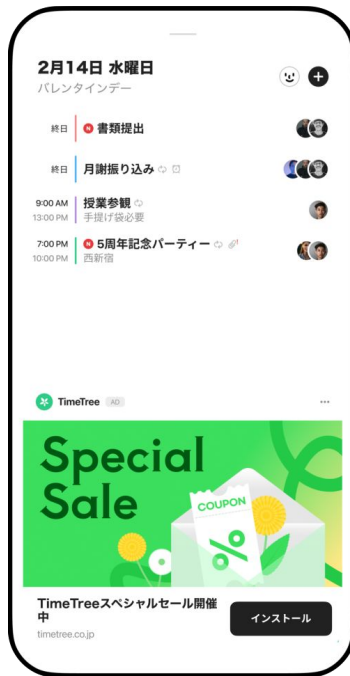 2月14日 水曜日
バレンタインデー
終日 N 書類提出
終日 月謝振り込み
9:00 AM 授業参観
13:00 PM 手提げ袋必要
7:00 PM N 5周年記念パーティー
10:00 PM 西新宿
TimeTree AD
Special
Sale
COUPON
%
TimeTreeスペシャルセール開催
中
インストール
timetree.co.jp